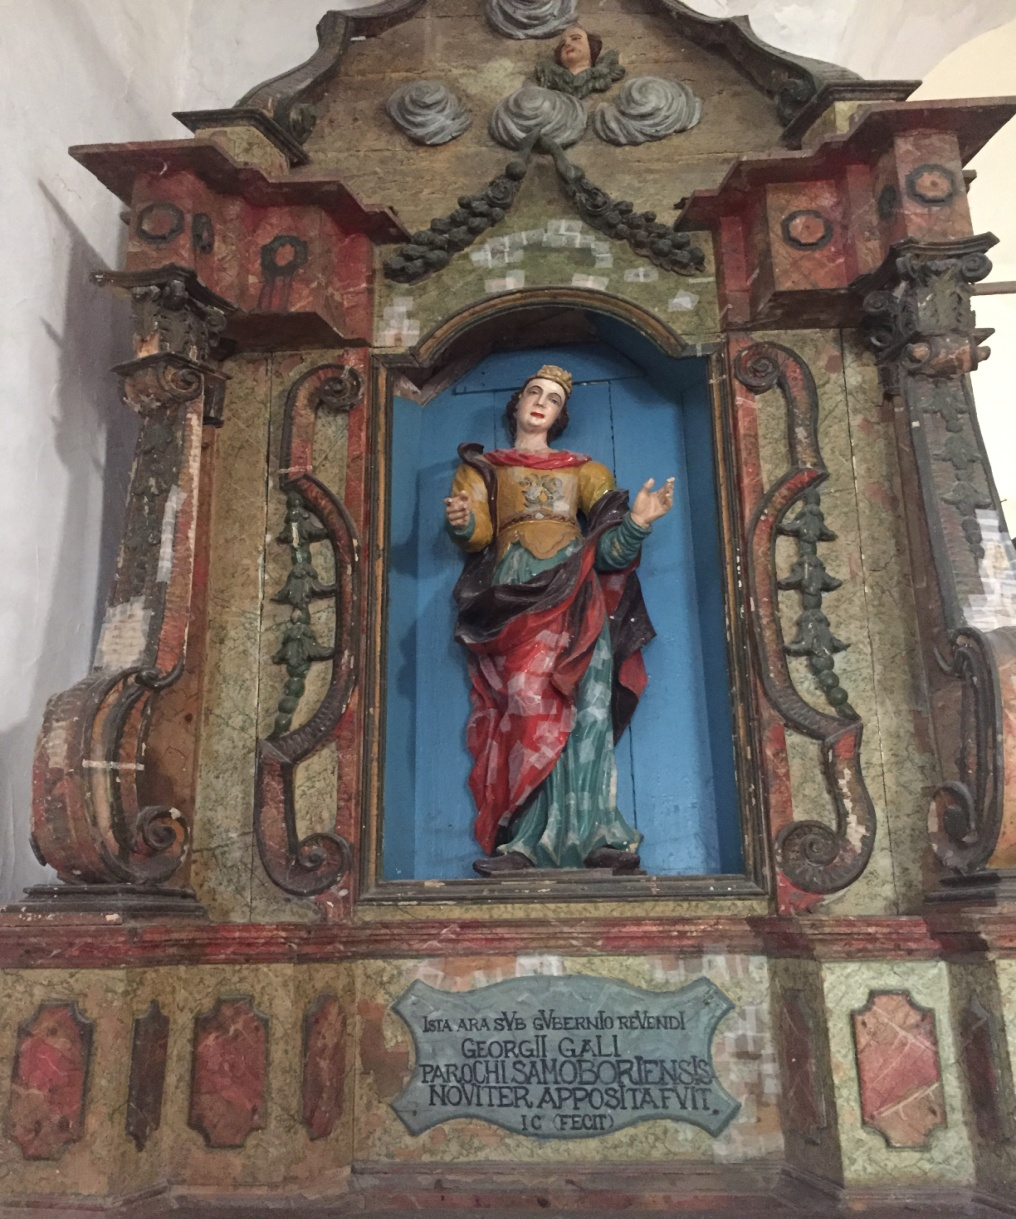 ISTA ARA SVB GVBERNIO REVENDI
GEORGII GALI
PAROCHI SAMOBORIENSIS
NOVITER APPOSITA FVIT
I C (FECIT)